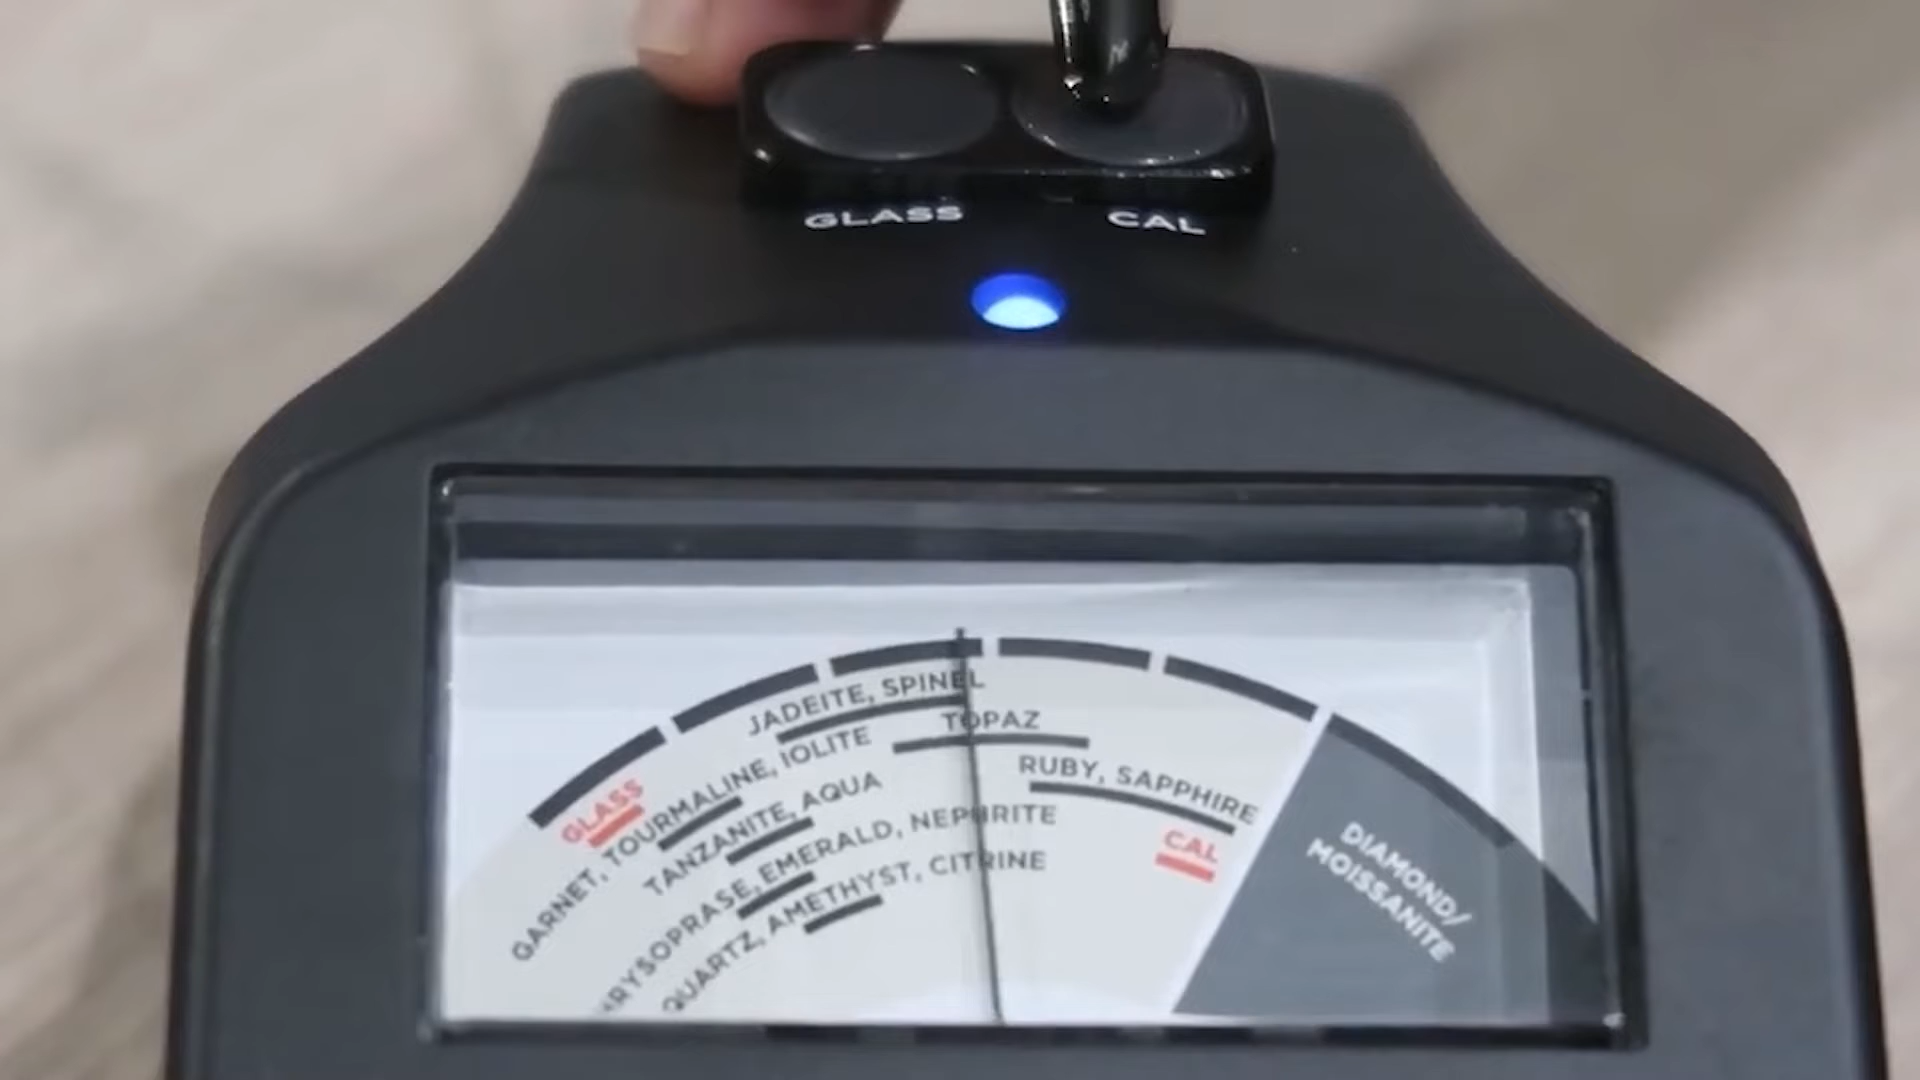 GLASS CAL
JADEITE, SPINEL
TOPAZ
RUBY, SAPPHIRE
GLASS
CAL
GARNET, TOURMALINE, IOLITE
TANZANITE, AQUA
HRYSOPRASE, EMERALD, NEPHRITE
QUARTZ, AMETHYST, CITRINE
DIAMOND/
MOISSANITE